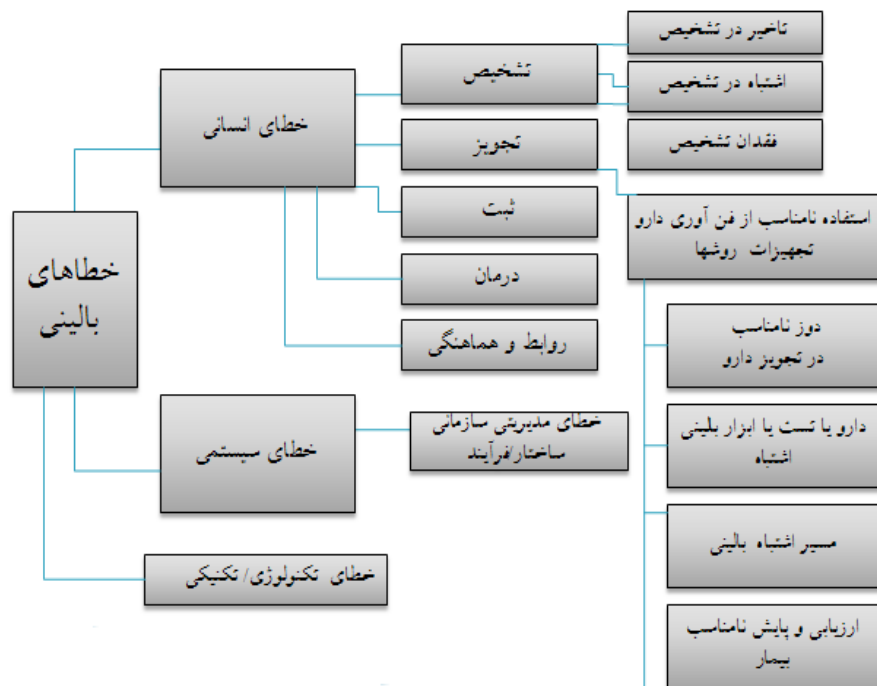 خطاهای
بالینی
خطای انسانی
تشخیص
تاخیر در تشخیص
اشتباه در تشخیص
فقدان تشخیص
تجویز
استفاده نامناسب از فن آوری دارو
تجهیزات روشها
دوز نامناسب
در تجویز دارو
دارو یا تست یا ابزار بلینی
اشتباه
مسیر اشتباه بالینی
ارزیابی و پایش نامناسب
بیمار
ثبت
درمان
روابط و هماهنگی
خطای سیستمی
خطای مدیریتی سازمانی
ساختار/فرآیند
خطای تکنولوژی/ تکنیکی